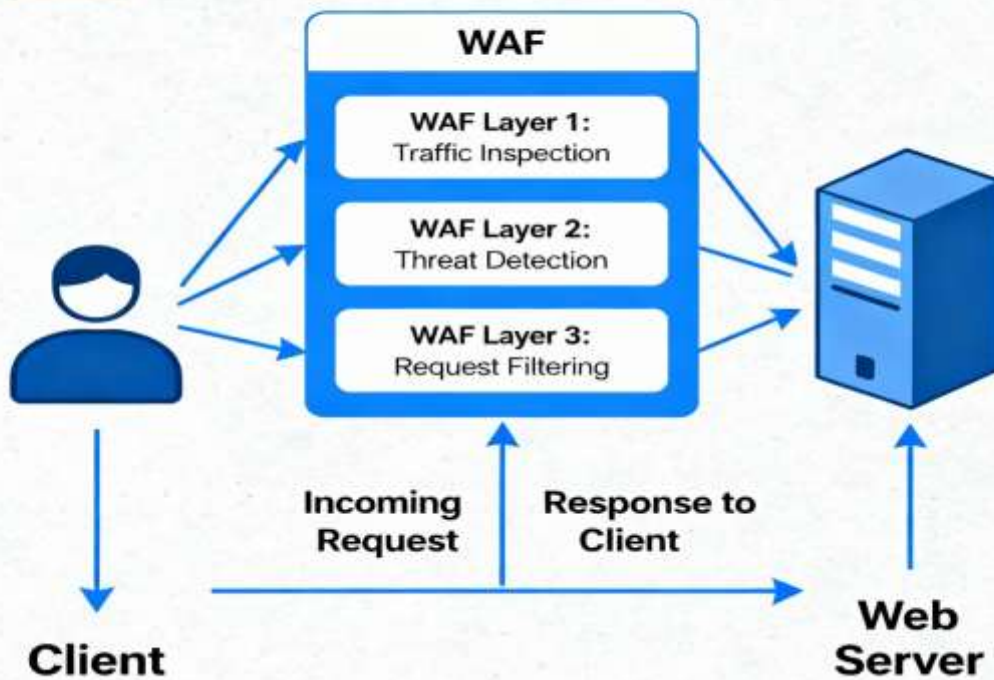 WAF
WAF Layer 1:
Traffic Inspection
WAF Layer 2:
Threat Detection
WAF Layer 3:
Request Filtering
Incoming
Request
Response to
Client
Client
Web
Server